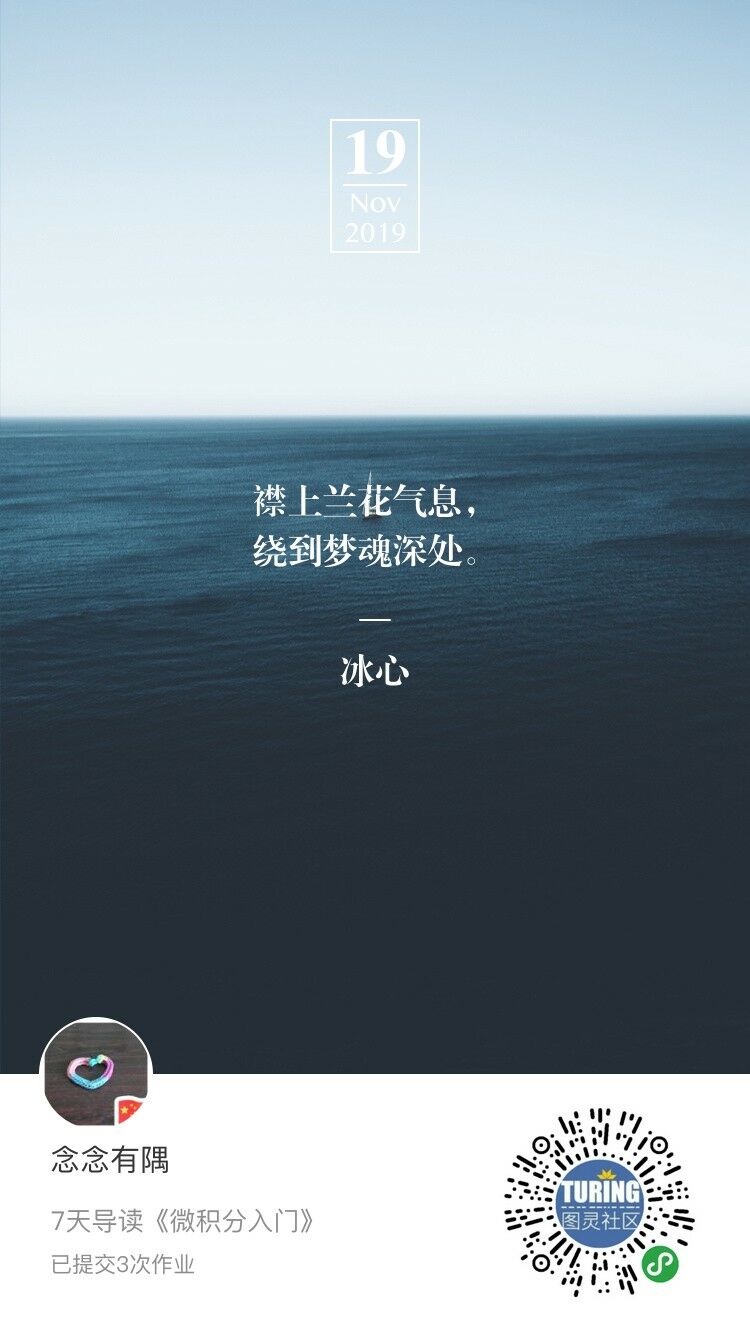 19
Nov
2019
襟上兰花气息，
绕到梦魂深处。
—
冰心
念念有隅
7天导读《微积分入门》
已提交3次作业
TURING
图灵社区